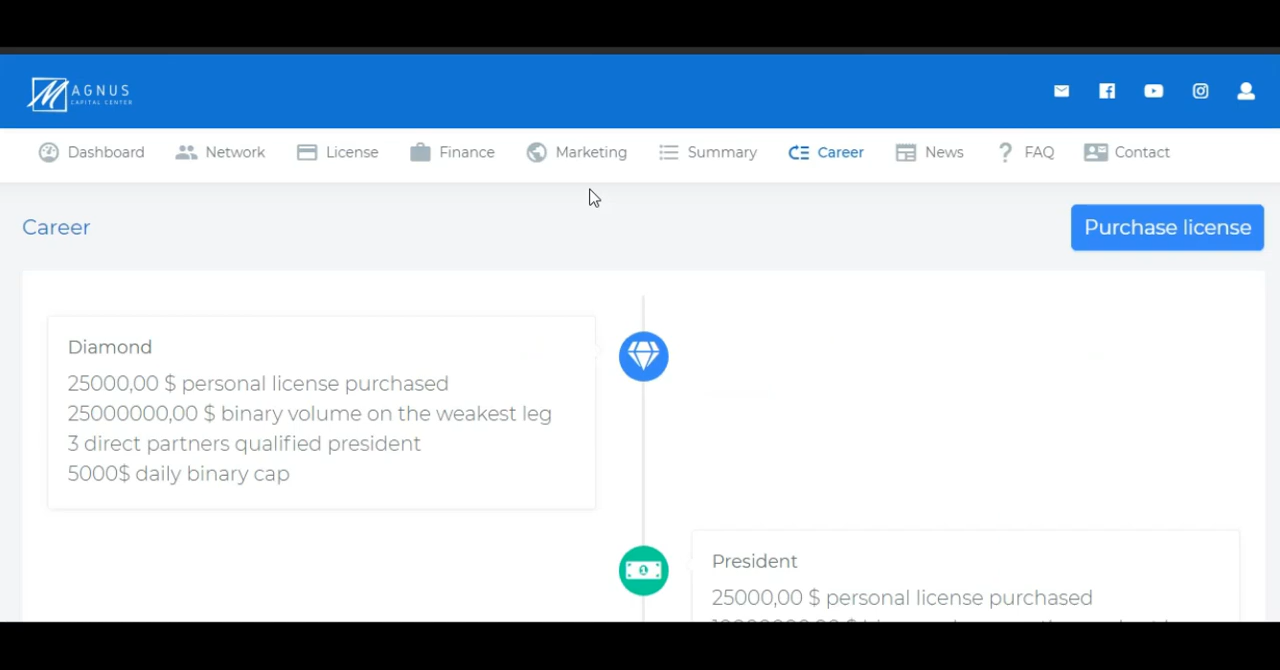 MAGNUS
CAPITAL CENTER
Dashboard
Network
License
Finance
Marketing
Summary
Career
News
FAQ
Contact
Career
Purchase license
Diamond
25000,00 $ personal license purchased
25000000,00 $ binary volume on the weakest leg
3 direct partners qualified president
5000$ daily binary cap
President
25000,00 $ personal license purchased